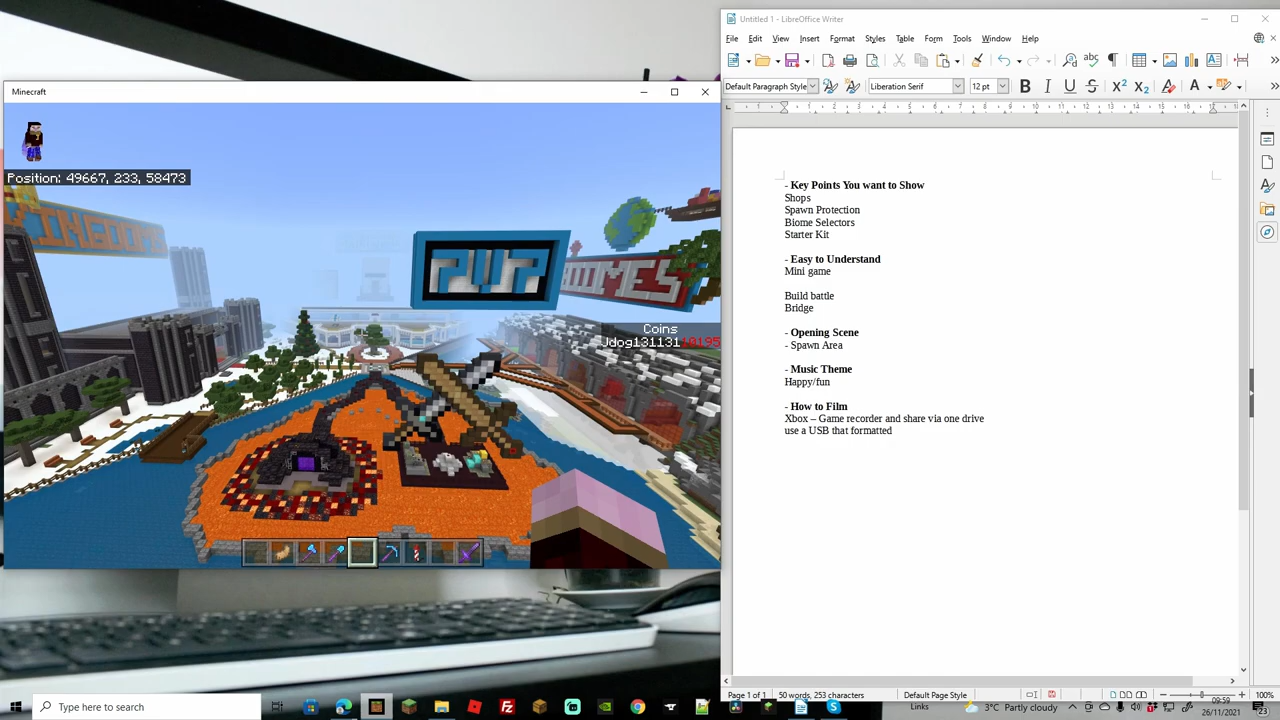 Untitled 1 - LibreOffice Writer
File Edit View Insert Format Styles Table Form Tools Window Help
Default Paragraph Style Liberation Serif 12 pt
Minecraft
Position: 49667, 233, 58473
PVP
Coins
Jdog131131 10195
- Key Points You want to Show
Shops
Spawn Protection
Biome Selectors
Starter Kit
- Easy to Understand
Mini game
Build battle
Bridge
- Opening Scene
- Spawn Area
- Music Theme
Happy/fun
- How to Film
Xbox – Game recorder and share via one drive
use a USB that formatted
Page 1 of 1 50 words, 253 characters Default Page Style 100%
Type here to search
Links 3°C Partly cloudy
09:59
26/11/2021
23